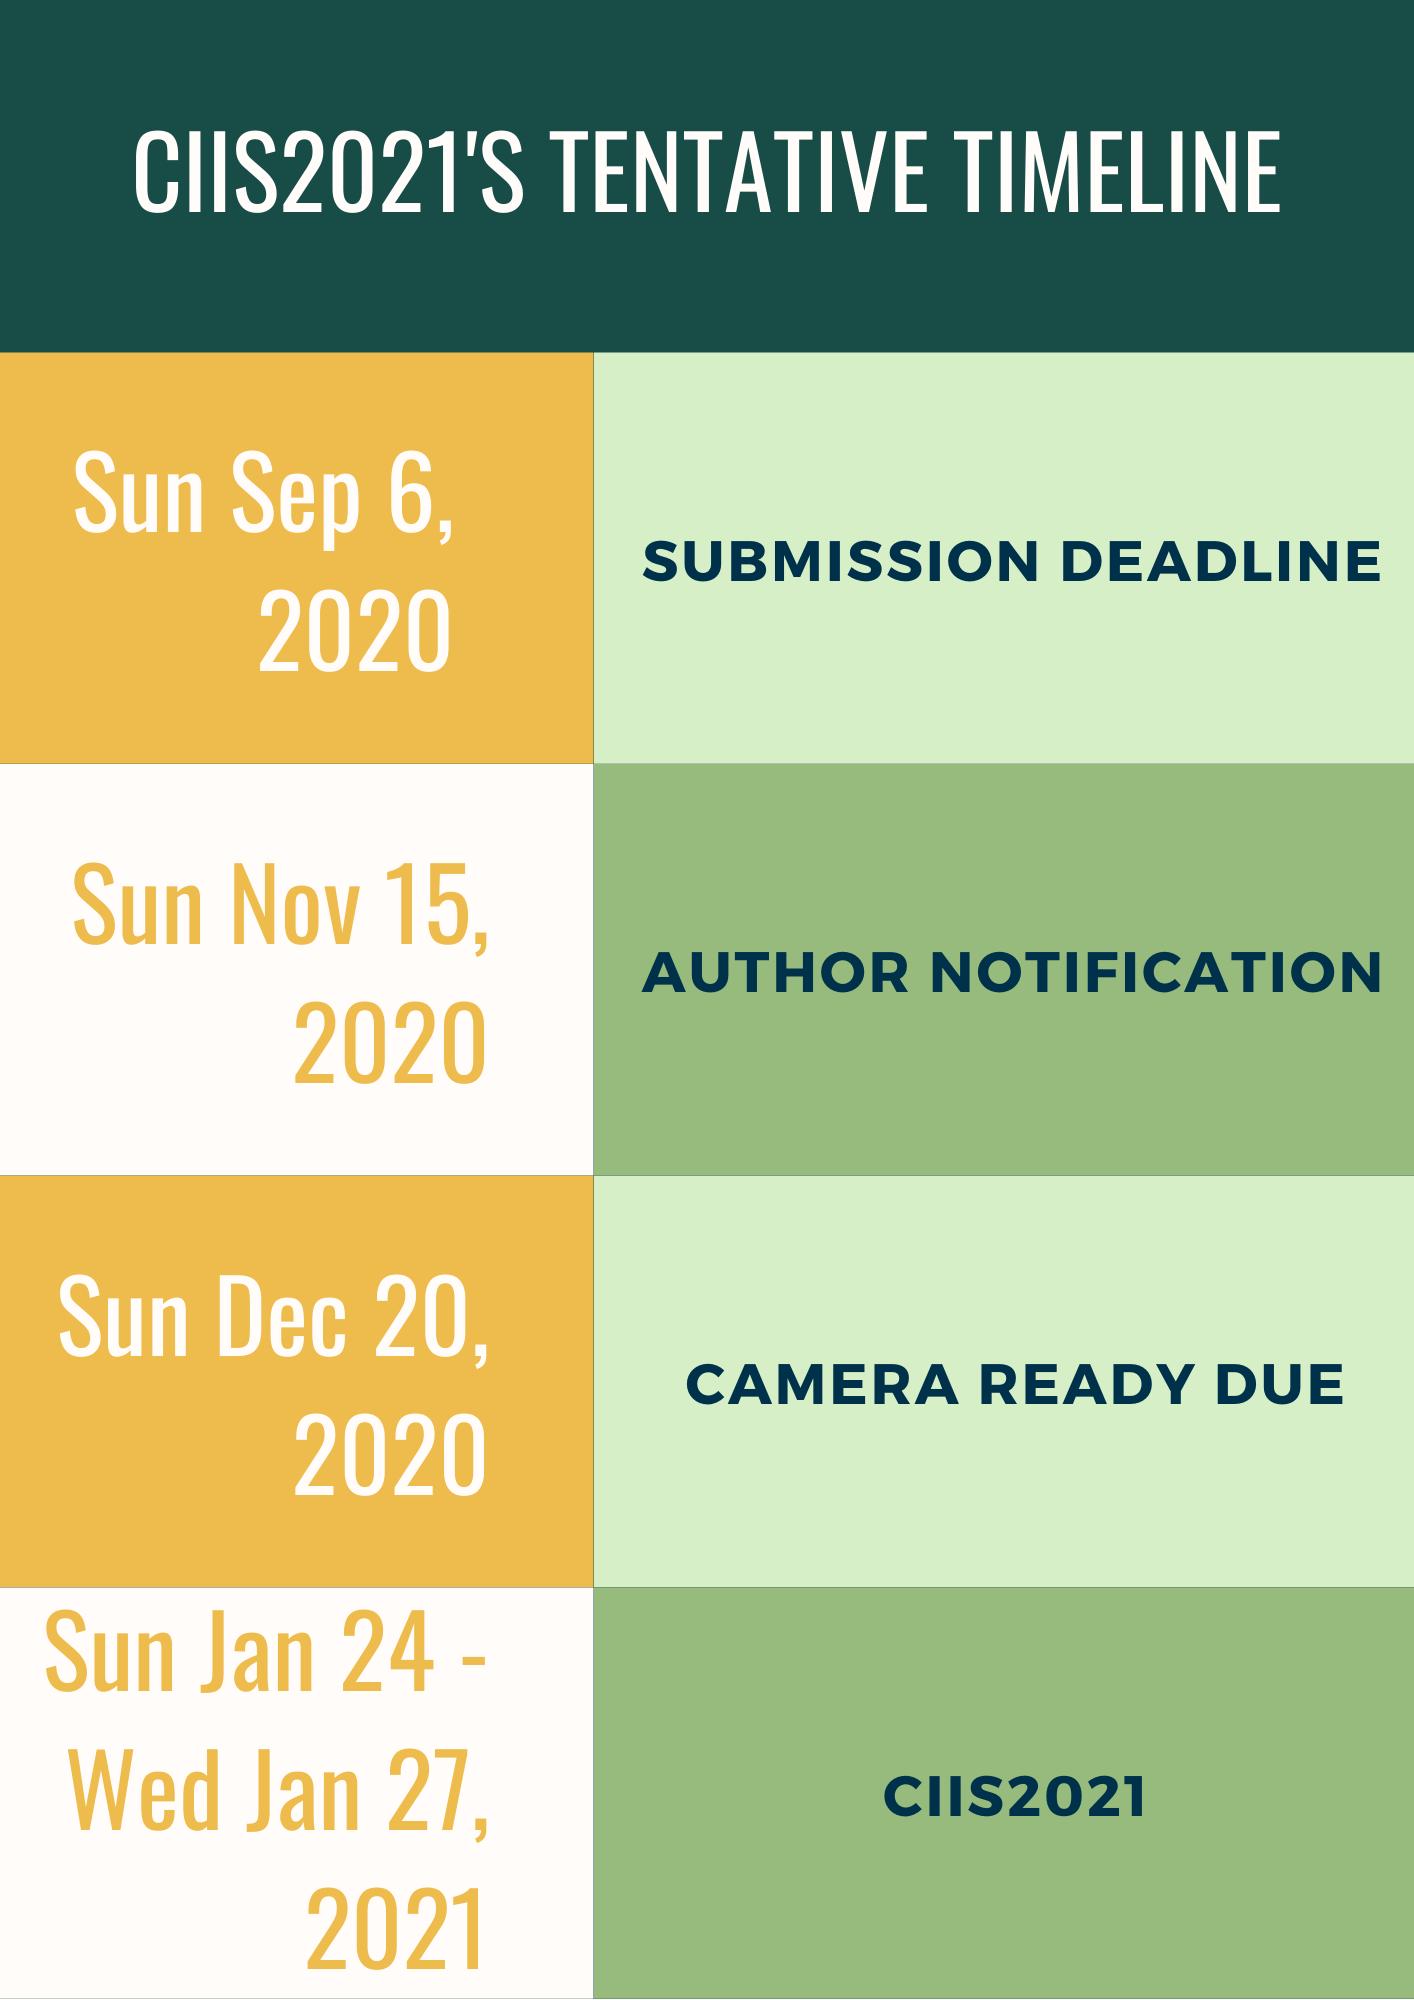 CIIS2021'S TENTATIVE TIMELINE
Sun Sep 6,
2020
SUBMISSION DEADLINE
Sun Nov 15,
2020
AUTHOR NOTIFICATION
Sun Dec 20,
2020
CAMERA READY DUE
Sun Jan 24 -
Wed Jan 27,
2021
CIIS2021